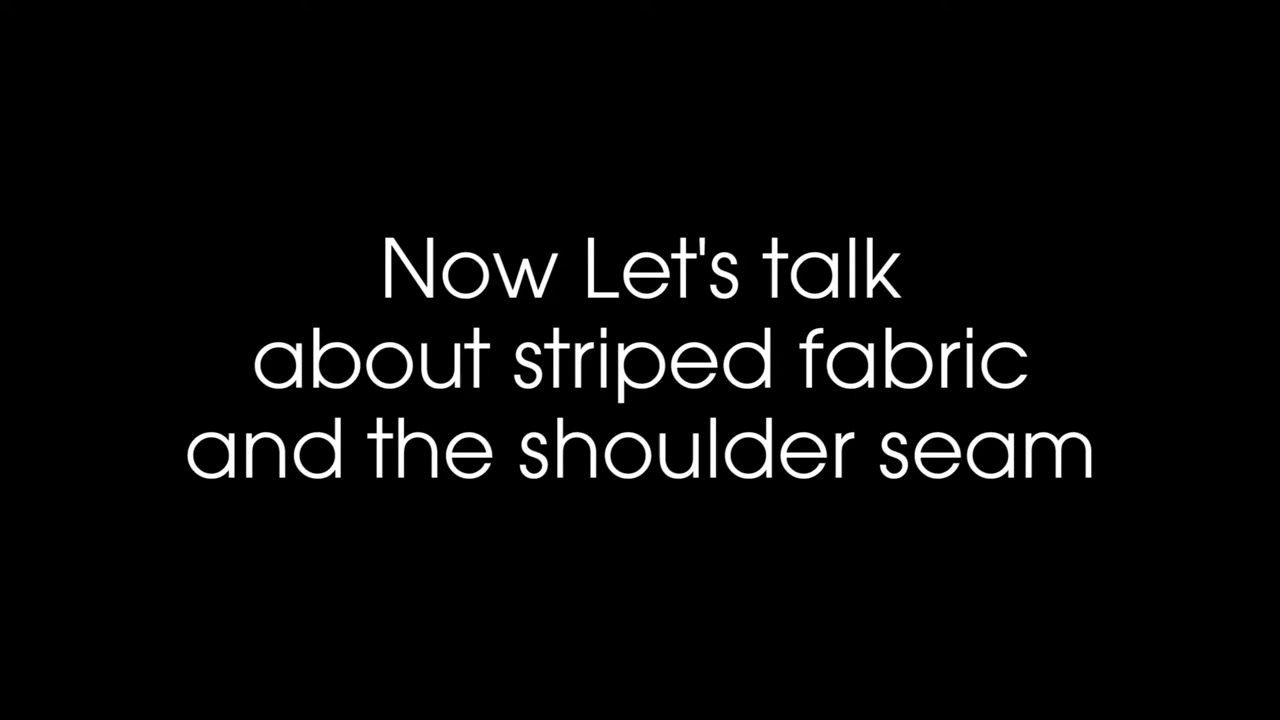 Now Let's talk
about striped fabric
and the shoulder seam